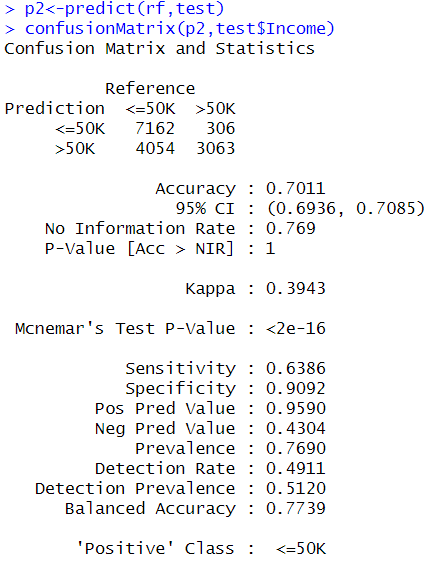 > p2<-predict(rf,test)
> confusionMatrix(p2,test$Income)
Confusion Matrix and Statistics
Reference
Prediction <=50K >50K
<=50K 7162 306
>50K 4054 3063
Accuracy : 0.7011
95% CI : (0.6936, 0.7085)
No Information Rate : 0.769
P-Value [Acc > NIR] : 1
Kappa : 0.3943
Mcnemar's Test P-Value : <2e-16
Sensitivity : 0.6386
Specificity : 0.9092
Pos Pred Value : 0.9590
Neg Pred Value : 0.4304
Prevalence : 0.7690
Detection Rate : 0.4911
Detection Prevalence : 0.5120
Balanced Accuracy : 0.7739
'Positive' Class : <=50K